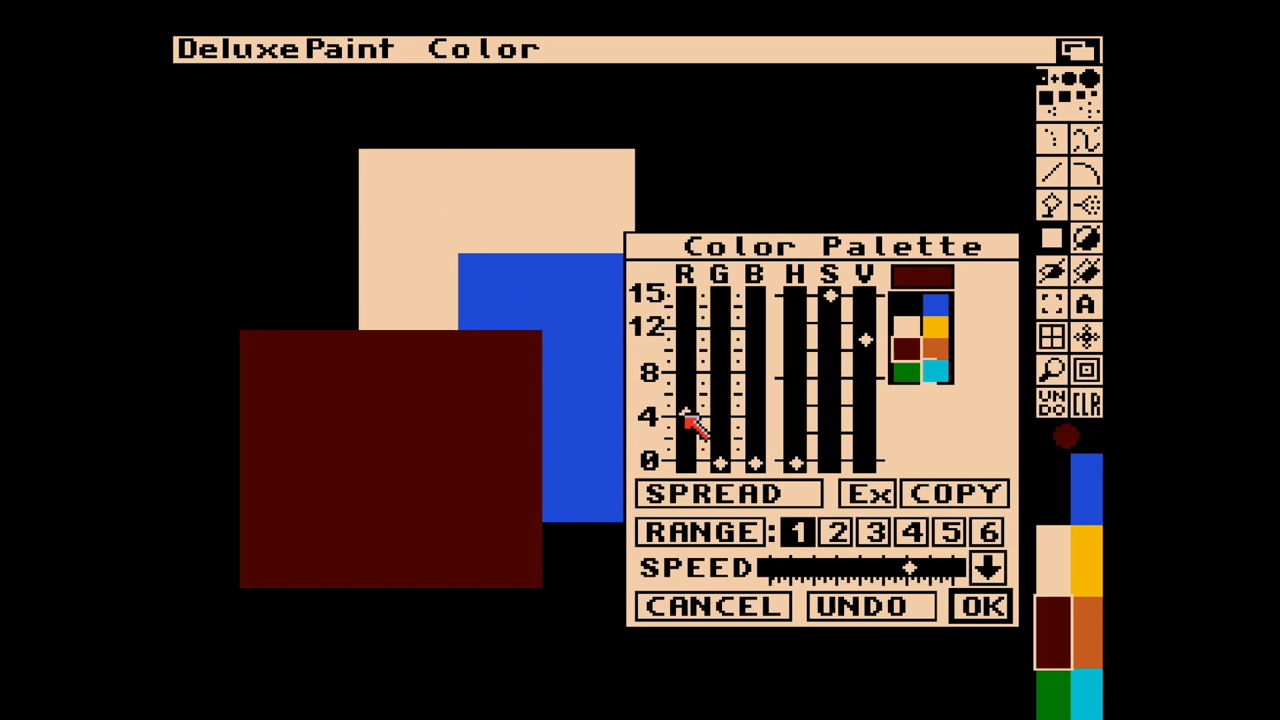 DeluxePaint Color
A
UN
DO CLR
Color Palette
R G B H S V
15
12
8
4
0
SPREAD Ex COPY
RANGE: 1 2 3 4 5 6
SPEED
CANCEL UNDO OK